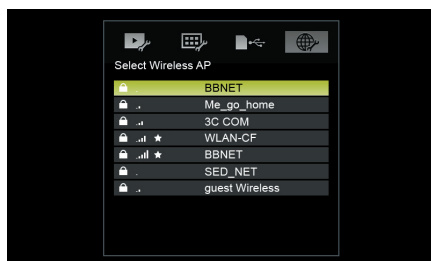 Select Wireless AP
BBNET
Me_go_home
3C COM
WLAN-CF
BBNET
SED_NET
guest Wireless